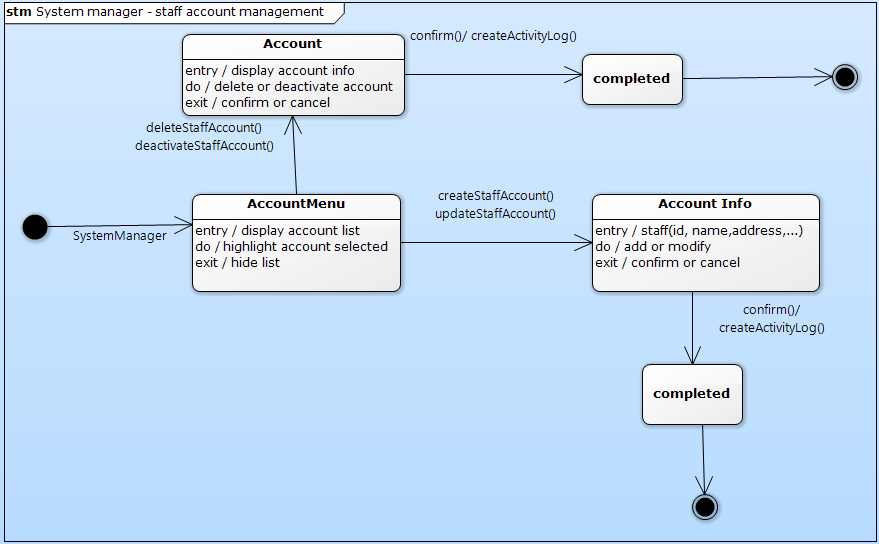 stm System manager - staff account management
Account
entry / display account info
do / delete or deactivate account
exit / confirm or cancel
confirm()/ createActivityLog()
completed
deleteStaffAccount()
deactivateStaffAccount()
SystemManager
AccountMenu
entry / display account list
do / highlight account selected
exit / hide list
createStaffAccount()
updateStaffAccount()
Account Info
entry / staff(id, name,address,...)
do / add or modify
exit / confirm or cancel
confirm()/
createActivityLog()
completed